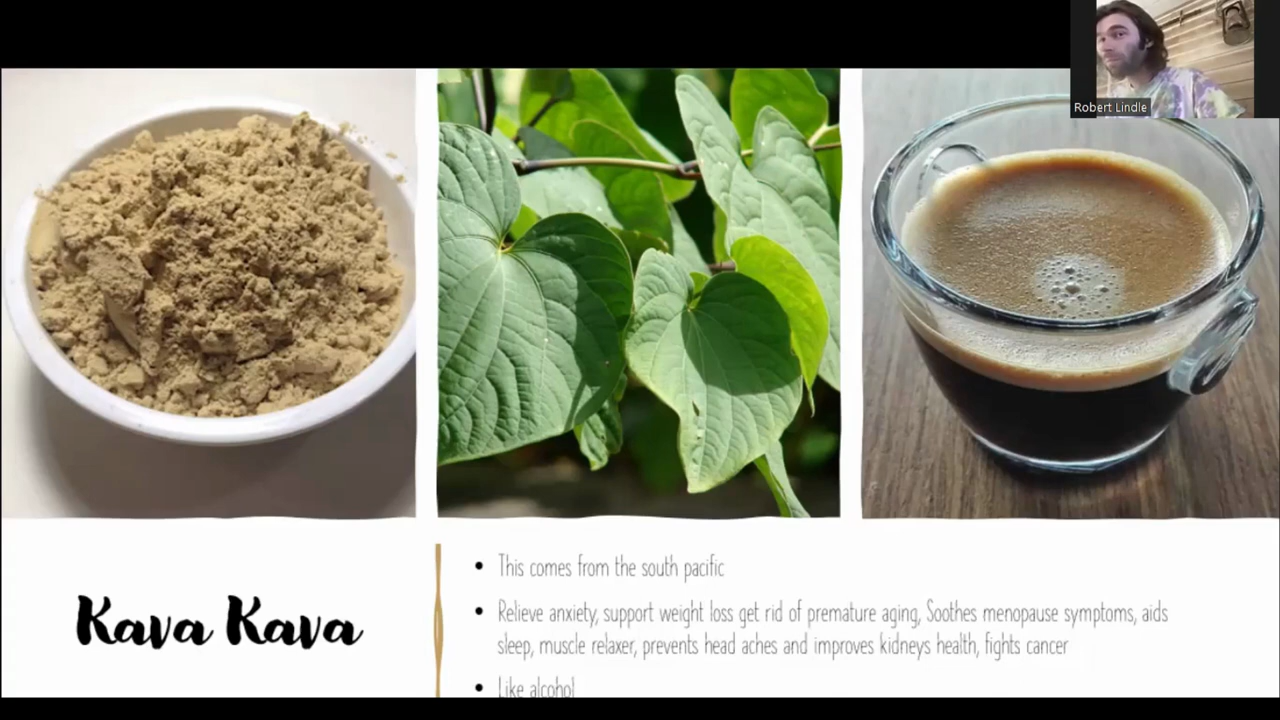 Robert Lindle
Kava Kava
This comes from the south pacific
Relieve anxiety, support weight loss get rid of premature aging, Soothes menopause symptoms, aids
sleep, muscle relaxer, prevents head aches and improves kidneys health, fights cancer
Like alcohol